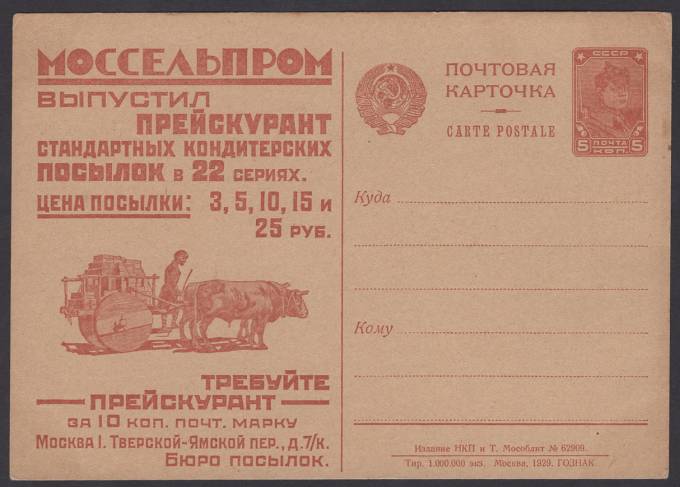 МОССЕЛЬПРОМ
ВЫПУСТИЛ
ПРЕЙСКУРАНТ
СТАНДАРТНЫХ КОНДИТЕРСКИХ
ПОСЫЛОК В 22 СЕРИЯХ.
ЦЕНА ПОСЫЛКИ: 3, 5, 10, 15 И
25 РУБ.
ТРЕБУЙТЕ
ПРЕЙСКУРАНТ
ЗА 10 КОП. ПОЧТ. МАРКУ
МОСКВА I. ТВЕРСКОЙ-ЯМСКОЙ ПЕР., Д.7/К.
БЮРО ПОСЫЛОК.
ПОЧТОВАЯ
КАРТОЧКА
CARTE POSTALE
СССР
5 ПОЧТА 5
КОП.
Куда
Кому
Издание НКП и Т. Мособлит № 62909.
Тир. 1.000.000 экз. Москва, 1929. ГОЗНАК